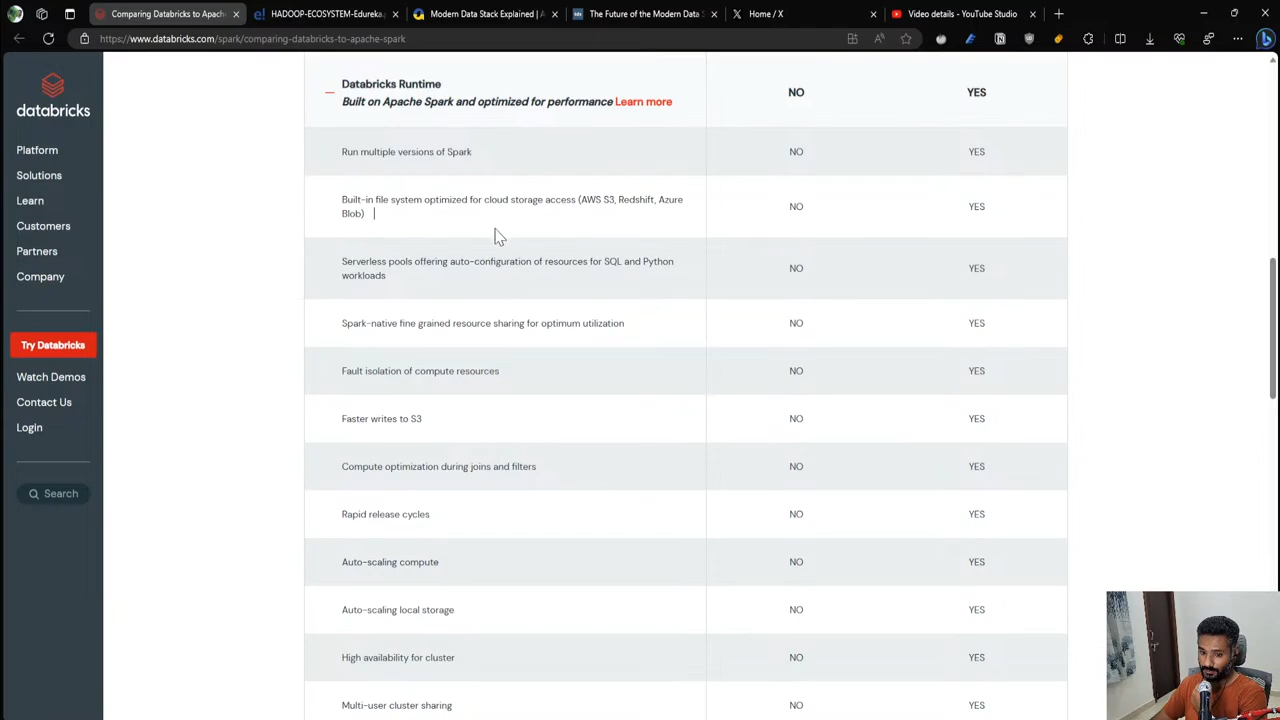 Comparing Databricks to Apach
HADOOP-ECOSYSTEM-Edureka.
Modern Data Stack Explained | A
The Future of the Modern Data S
Home / X
Video details - YouTube Studio
https://www.databricks.com/spark/comparing-databricks-to-apache-spark
databricks
Platform
Solutions
Learn
Customers
Partners
Company
Try Databricks
Watch Demos
Contact Us
Login
Search
Databricks Runtime
Built on Apache Spark and optimized for performance Learn more
NO
YES
Run multiple versions of Spark
NO
YES
Built-in file system optimized for cloud storage access (AWS S3, Redshift, Azure
Blob)
NO
YES
Serverless pools offering auto-configuration of resources for SQL and Python
workloads
NO
YES
Spark-native fine grained resource sharing for optimum utilization
NO
YES
Fault isolation of compute resources
NO
YES
Faster writes to S3
NO
YES
Compute optimization during joins and filters
NO
YES
Rapid release cycles
NO
YES
Auto-scaling compute
NO
YES
Auto-scaling local storage
NO
YES
High availability for cluster
NO
YES
Multi-user cluster sharing
NO
YES